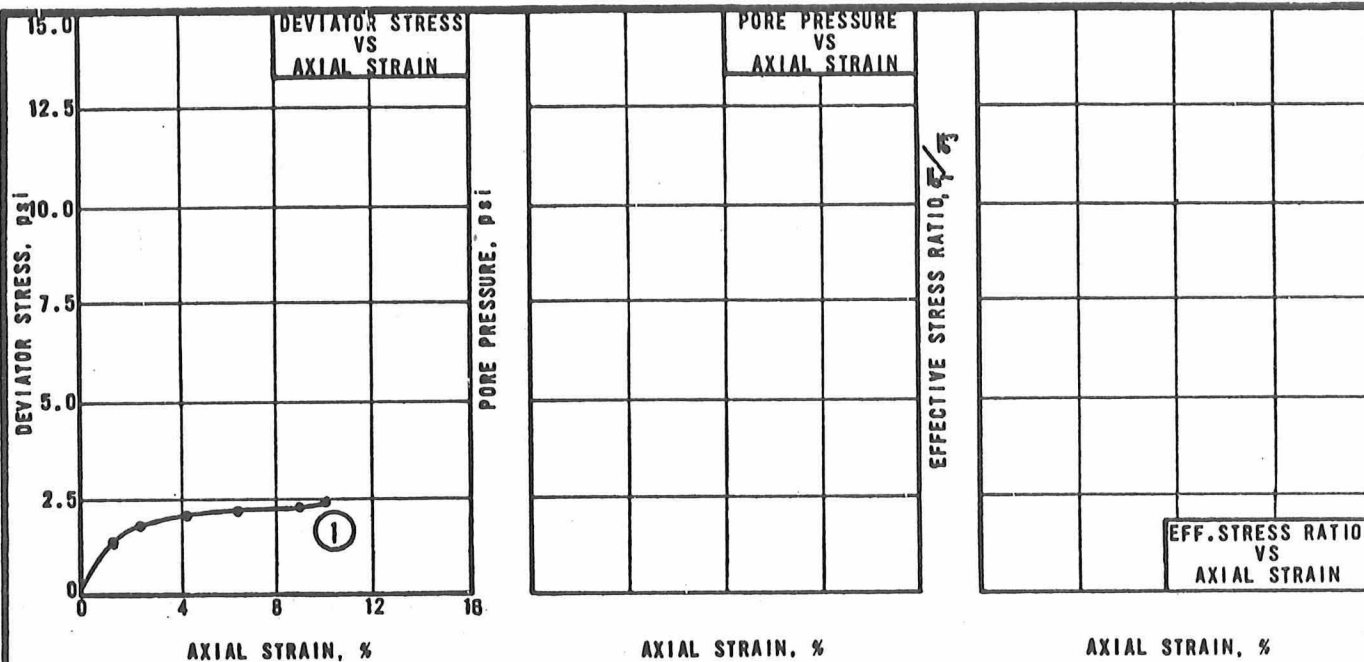 DEVIATOR STRESS
VS
AXIAL STRAIN
15.0
12.5
10.0
7.5
5.0
2.5
0
DEVIATOR STRESS, psi
0 4 8 12 16
AXIAL STRAIN, %
1
PORE PRESSURE
VS
AXIAL STRAIN
PORE PRESSURE, psi
AXIAL STRAIN, %
EFFECTIVE STRESS RATIO, σ̄1/σ̄3
EFF.STRESS RATIO
VS
AXIAL STRAIN
AXIAL STRAIN, %